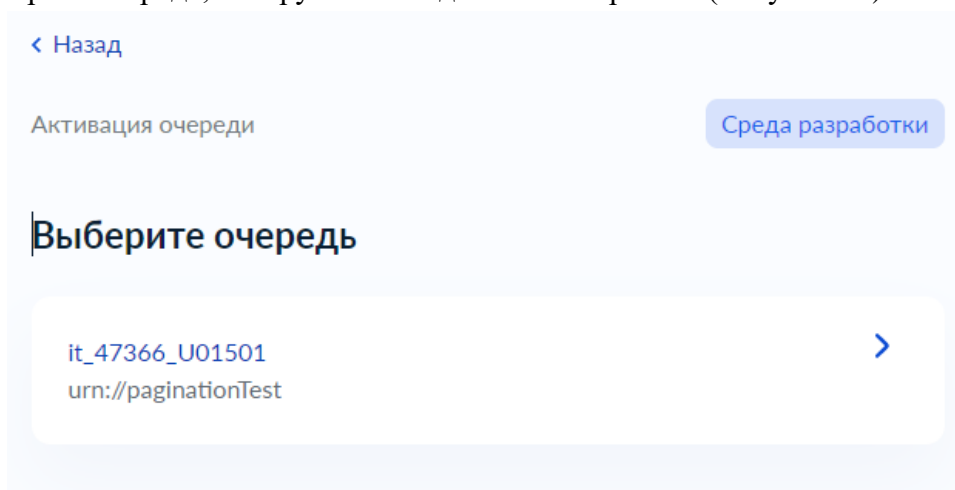 ‹ Назад
Активация очереди
Среда разработки
Выберите очередь
it_47366_U01501
urn://paginationTest